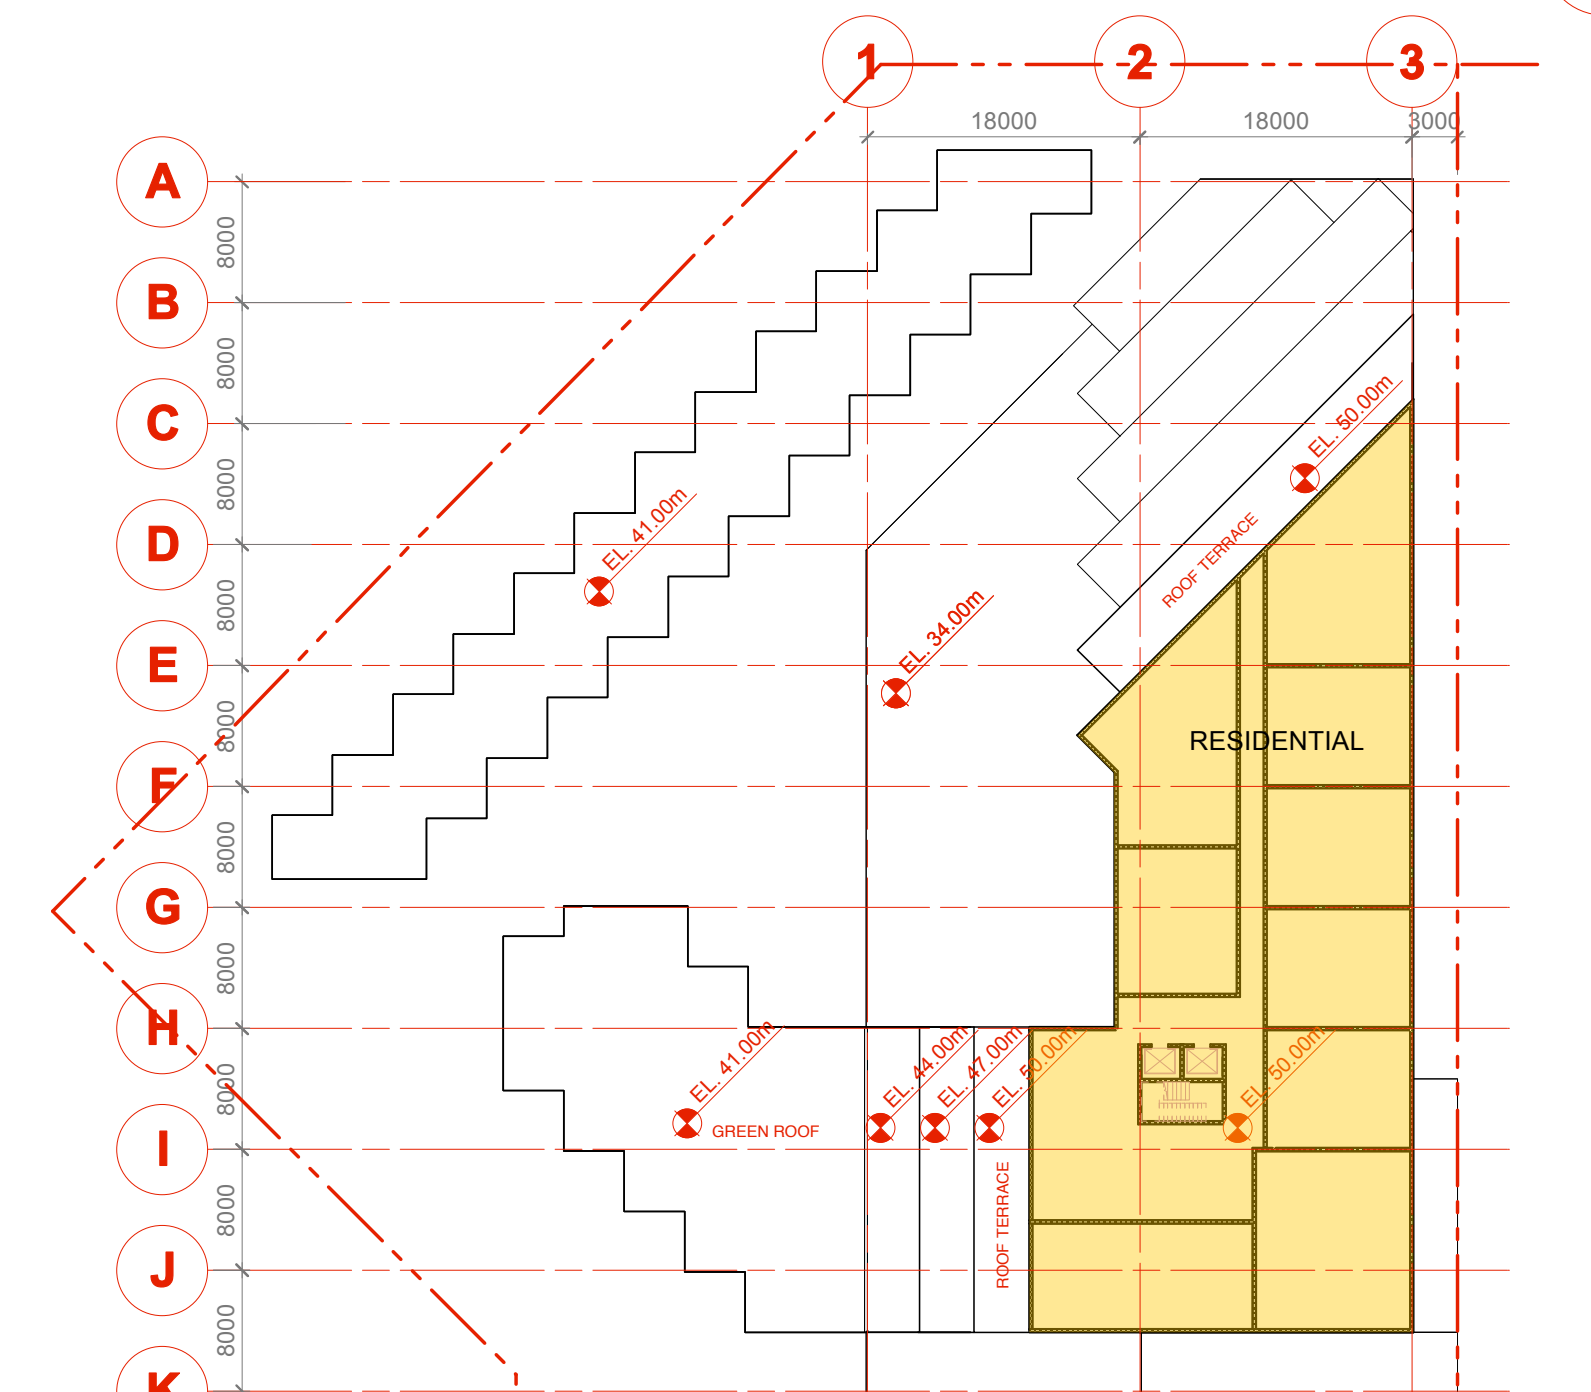 1
2
3
18000
18000
3000
A
B
C
D
E
F
G
H
I
J
K
8000
8000
8000
8000
8000
8000
8000
8000
8000
8000
EL. 50.00m
EL. 41.00m
ROOF TERRACE
EL. 34.00m
RESIDENTIAL
EL. 41.00m
GREEN ROOF
EL. 44.00m
EL. 47.00m
EL. 50.00m
EL. 50.00m
ROOF TERRACE